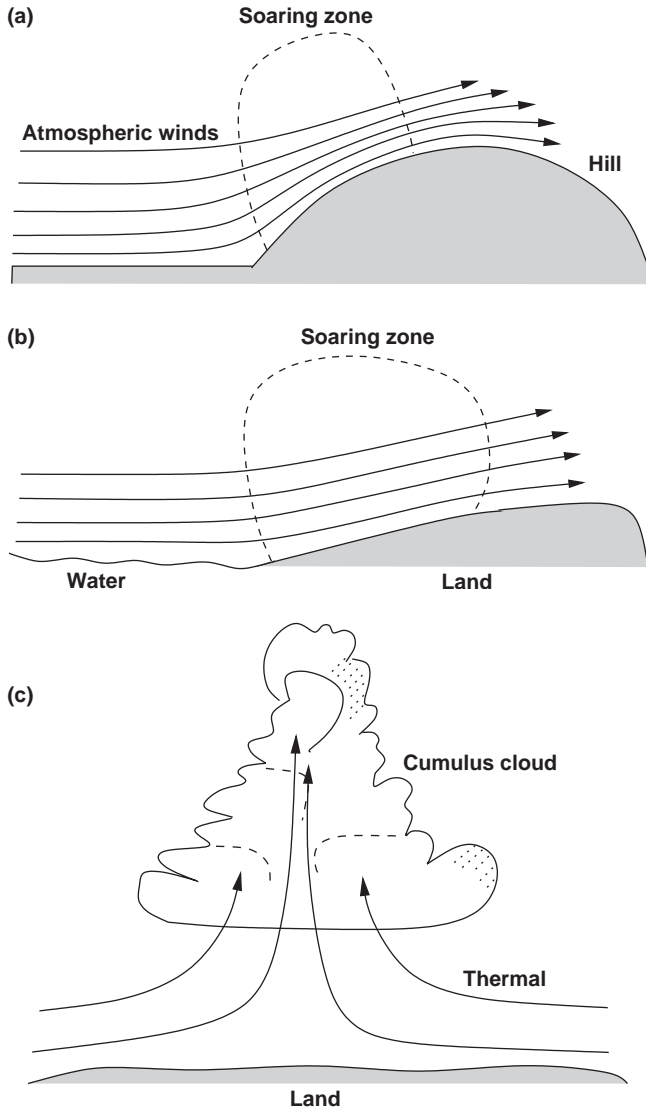 (a)
Soaring zone
Atmospheric winds
Hill
(b)
Soaring zone
Water
Land
(c)
Cumulus cloud
Thermal
Land